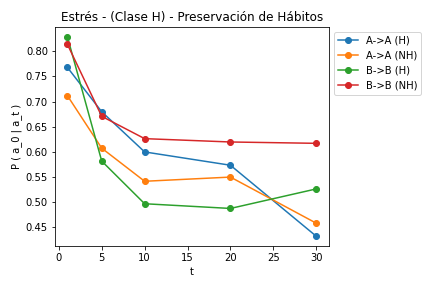 Estrés - (Clase H) - Preservación de Hábitos
P ( a_0 | a_t )
0.80
0.75
0.70
0.65
0.60
0.55
0.50
0.45
0
5
10
15
20
25
30
t
A->A (H)
A->A (NH)
B->B (H)
B->B (NH)